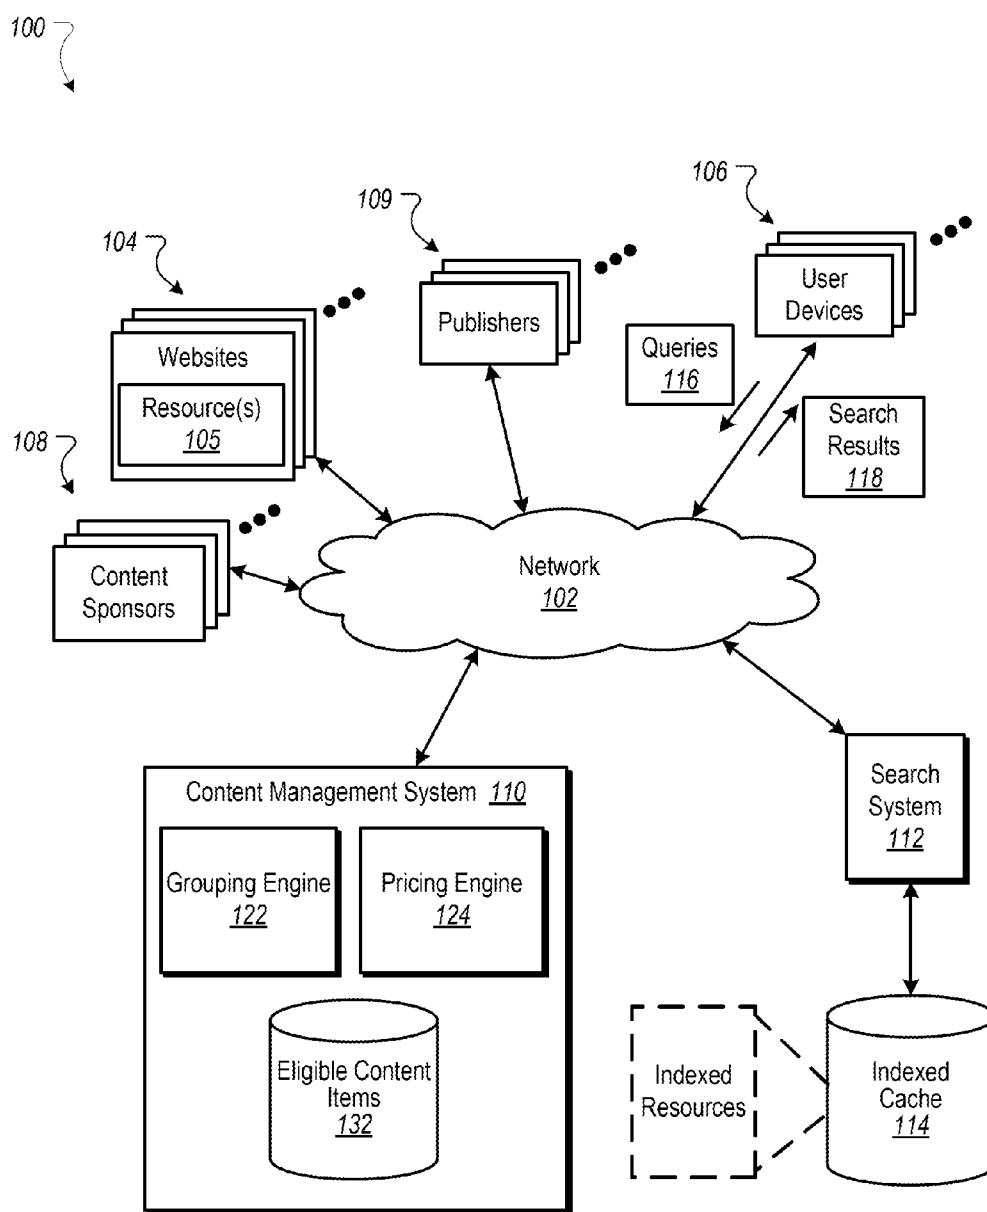 100
109
106
104
User
Devices
Publishers
Queries
116
Websites
Resource(s)
105
Search
Results
118
108
Content
Sponsors
Network
102
Content Management System 110
Search
System
112
Grouping Engine
122
Pricing Engine
124
Eligible Content
Items
132
Indexed
Resources
Indexed
Cache
114